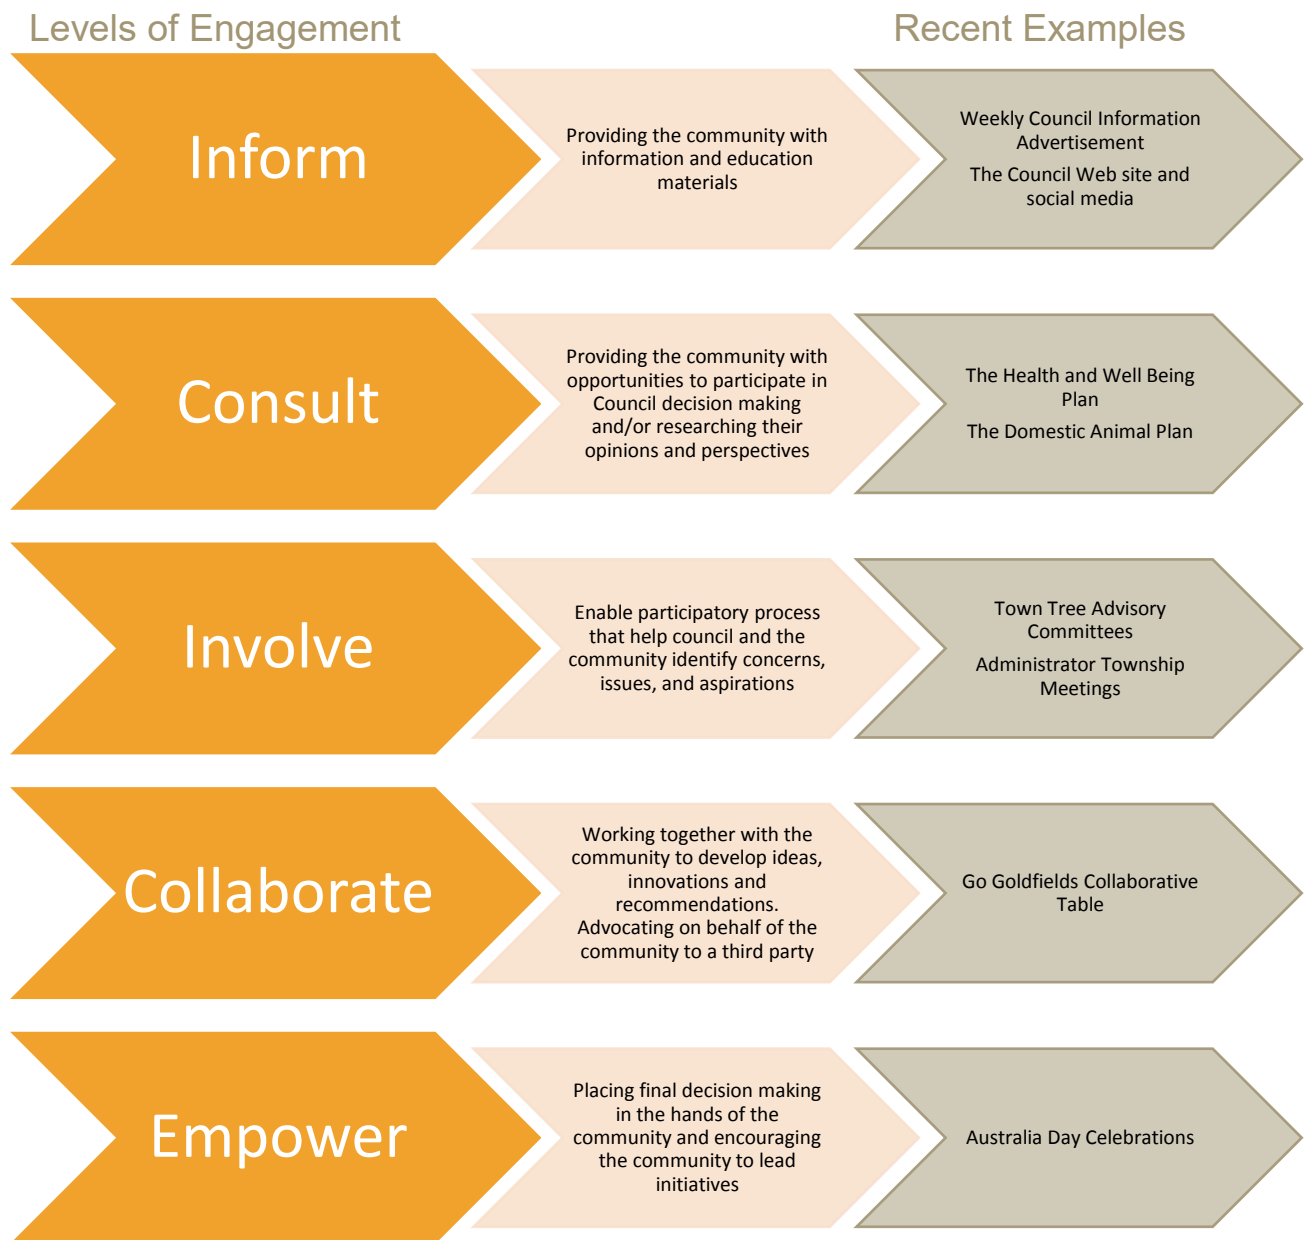 Levels of Engagement
Recent Examples
Inform
Providing the community with
information and education
materials
Weekly Council Information
Advertisement
The Council Web site and
social media
Consult
Providing the community with
opportunities to participate in
Council decision making
and/or researching their
opinions and perspectives
The Health and Well Being
Plan
The Domestic Animal Plan
Involve
Enable participatory process
that help council and the
community identify concerns,
issues, and aspirations
Town Tree Advisory
Committees
Administrator Township
Meetings
Collaborate
Working together with the
community to develop ideas,
innovations and
recommendations.
Advocating on behalf of the
community to a third party
Go Goldfields Collaborative
Table
Empower
Placing final decision making
in the hands of the
community and encouraging
the community to lead
initiatives
Australia Day Celebrations